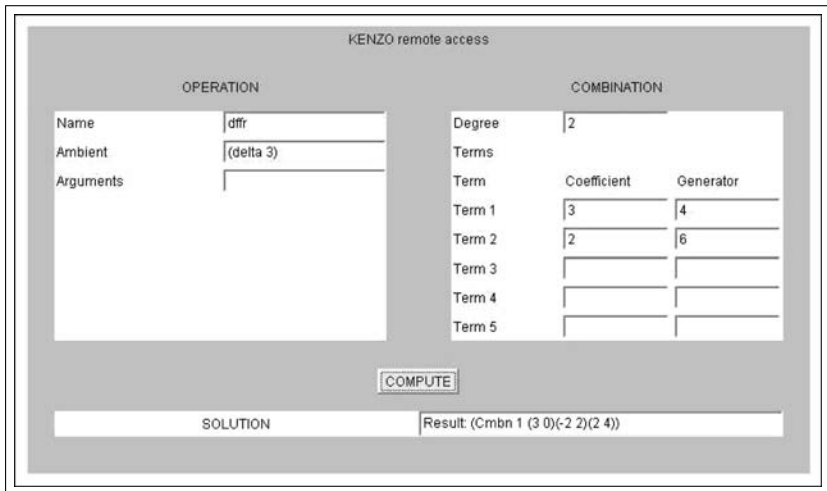 KENZO remote access
OPERATION
Name dffr
Ambient (delta 3)
Arguments
COMBINATION
Degree 2
Terms
Term Coefficient Generator
Term 1 3 4
Term 2 2 6
Term 3
Term 4
Term 5
COMPUTE
SOLUTION Result: (Cmbn 1 (3 0)(-2 2)(2 4))